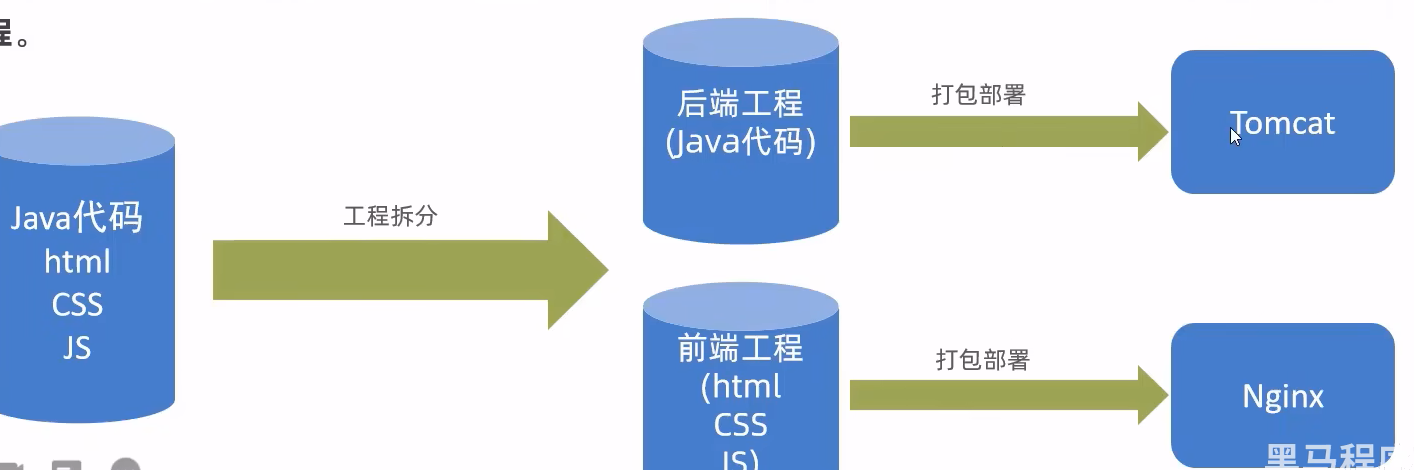 程。
Java代码
html
CSS
JS
工程拆分
后端工程
(Java代码)
打包部署
Tomcat
前端工程
(html
CSS
JS)
打包部署
Nginx
黑马程序